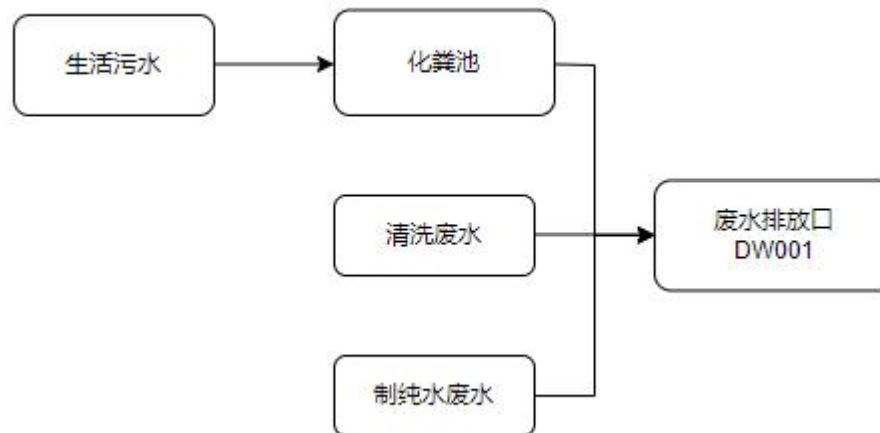 生活污水
化粪池
清洗废水
废水排放口
DW001
制纯水废水